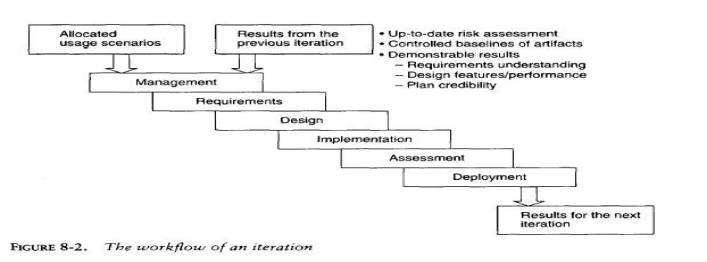 Allocated
usage scenarios
Results from the
previous iteration
• Up-to-date risk assessment
• Controlled baselines of artifacts
• Demonstrable results
– Requirements understanding
– Design features/performance
– Plan credibility
Management
Requirements
Design
Implementation
Assessment
Deployment
Results for the next
iteration
FIGURE 8-2. The workflow of an iteration